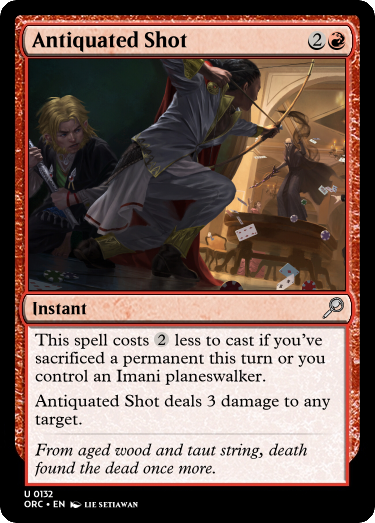 Antiquated Shot 2
Instant
This spell costs 2 less to cast if you've
sacrificed a permanent this turn or you
control an Imani planeswalker.
Antiquated Shot deals 3 damage to any
target.
From aged wood and taut string, death
found the dead once more.
U 0132
ORC • EN LIE SETIAWAN